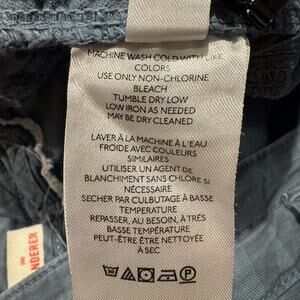 MACHINE WASH COLD WITH LIKE
COLORS
USE ONLY NON-CHLORINE
BLEACH
TUMBLE DRY LOW
LOW IRON AS NEEDED
MAY BE DRY CLEANED
LAVER À LA MACHINE À L'EAU
FROIDE AVEC COULEURS
SIMILAIRES
UTILISER UN AGENT DE
BLANCHIMENT SANS CHLORE SI
NÉCESSAIRE
SECHER PAR CULBUTAGE À BASSE
TEMPERATURE
REPASSER, AU BESOIN, À TRÈS
BASSE TEMPÉRATURE
PEUT-ÊTRE ÊTRE NETTOYÉE
À SEC